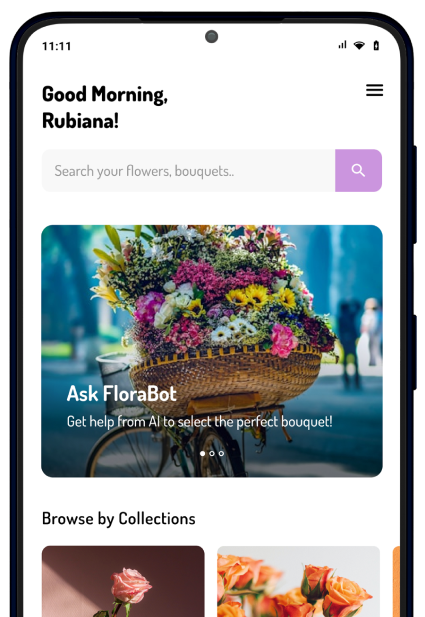 11:11
Good Morning,
Rubiana!
Search your flowers, bouquets..
Ask FloraBot
Get help from AI to select the perfect bouquet!
Browse by Collections